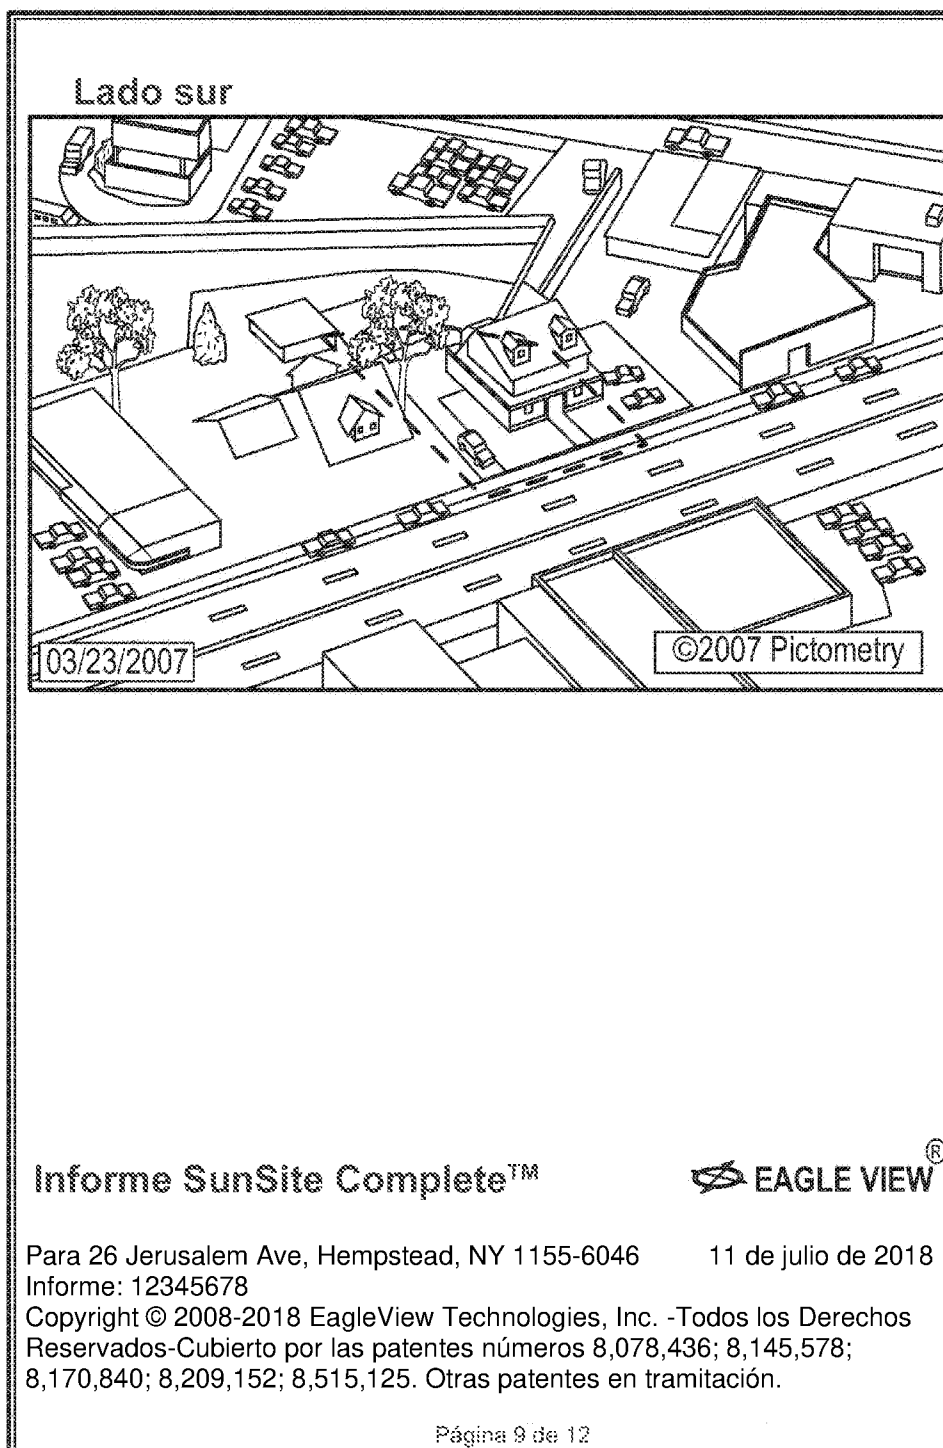 Lado sur
03/23/2007
©2007 Pictometry
Informe SunSite Complete™
EAGLE VIEW®
Para 26 Jerusalem Ave, Hempstead, NY 1155-6046 11 de julio de 2018
Informe: 12345678
Copyright © 2008-2018 EagleView Technologies, Inc. -Todos los Derechos
Reservados-Cubierto por las patentes números 8,078,436; 8,145,578;
8,170,840; 8,209,152; 8,515,125. Otras patentes en tramitación.
Página 9 de 12